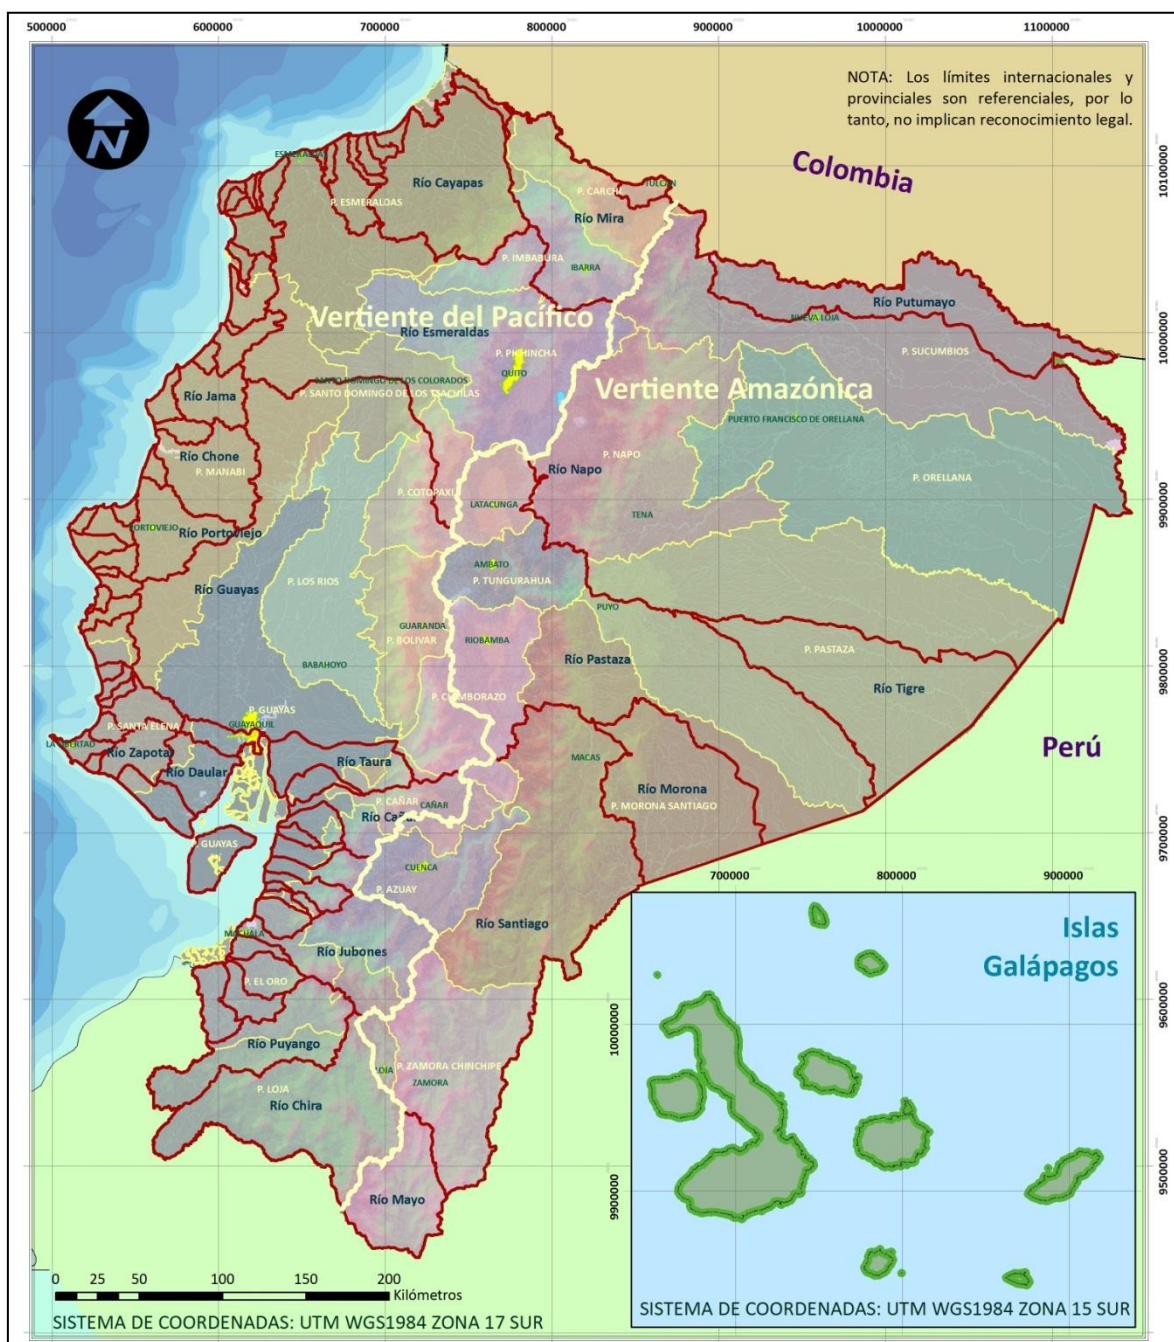 500000 600000 700000 800000 900000 10000000 11000000
NOTA: Los límites internacionales y
provinciales son referenciales, por lo
tanto, no implican reconocimiento legal.
N
Colombia
10100000
ESMERALDAS
Río Cayapas
P. CARCHI
TULCAN
P. ESMERALDAS
Río Mira
P. IMBABURA
IBARRA
Río Putumayo
Vertiente del Pacífico
NUEVA LOJA
Río Esmeraldas
10000000
P. SUCUMBIOS
P. PICHINCHA
QUITO
SANTO DOMINGO DE LOS COLORADOS
Vertiente Amazónica
Río Jama
P. SANTO DOMINGO DE LOS TSACHILAS
PUERTO FRANCISCO DE ORELLANA
Río Chone
P. NAPO
P. MANABI
Río Napo
P. ORELLANA
P. COTOPAXI
LATACUNGA
9900000
TENA
PORTOVIEJO
Río Portoviejo
AMBATO
P. TUNGURAHUA
P. LOS RIOS
Río Guayas
PUYO
GUARANDA
P. BOLIVAR
RIOBAMBA
P. PASTAZA
Río Pastaza
BABAHOYO
9800000
Río Tigre
P. CHIMBORAZO
P. GUAYAS
P. SANTA ELENA
GUAYAQUIL
LA LIBERTAD
Río Zapotal
Perú
MACAS
Río Taura
Río Daular
Río Morona
P. CAÑAR
CAÑAR
P. MORONA SANTIAGO
Río Cañar
9700000
P. GUAYAS
CUENCA
700000 800000 900000
P. AZUAY
Río Santiago
Islas
Galápagos
MACHALA
Río Jubones
P. EL ORO
9600000
10000000
Río Puyango
P. ZAMORA CHINCHIPE
LOJA
ZAMORA
P. LOJA
Río Chira
9500000
9900000
Río Mayo
0 25 50 100 150 200
Kilómetros
SISTEMA DE COORDENADAS: UTM WGS1984 ZONA 17 SUR
SISTEMA DE COORDENADAS: UTM WGS1984 ZONA 15 SUR